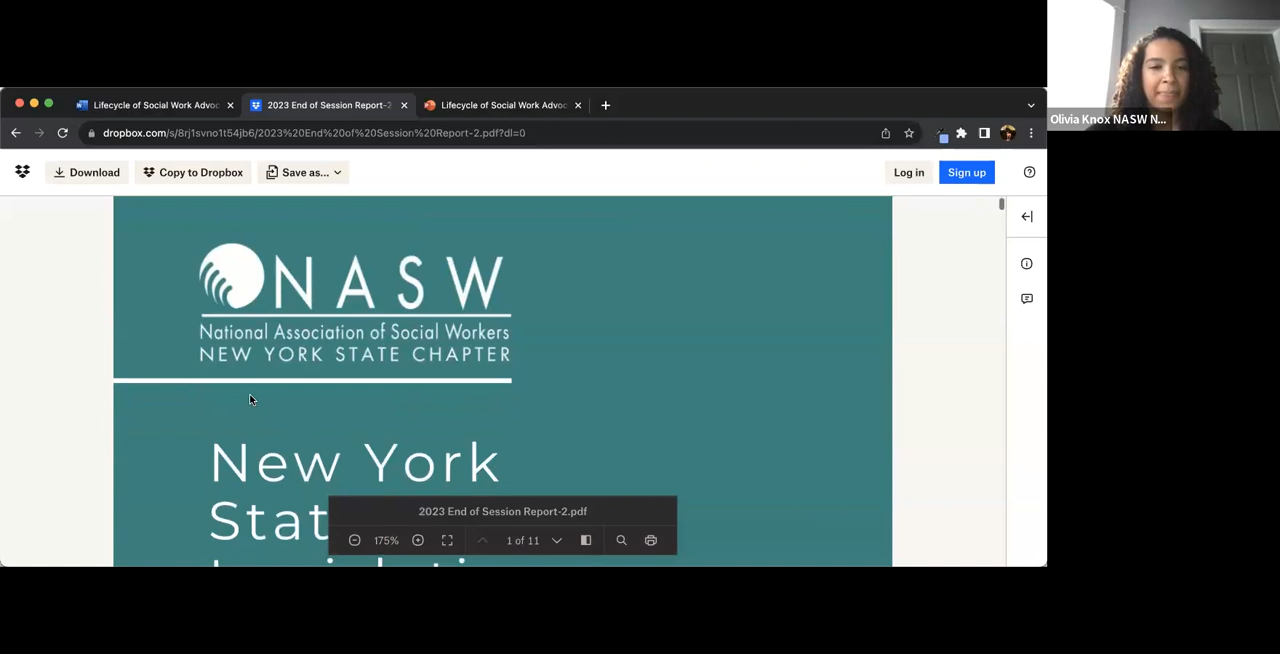 Lifecycle of Social Work Advoc
2023 End of Session Report-2
Lifecycle of Social Work Advoc
dropbox.com/s/8rj1svno1t54jb6/2023%20End%20of%20Session%20Report-2.pdf?dl=0
Download
Copy to Dropbox
Save as...
Log in
Sign up
NASW
National Association of Social Workers
NEW YORK STATE CHAPTER
New York
Stat
2023 End of Session Report-2.pdf
175%
1 of 11
Olivia Knox NASW N...